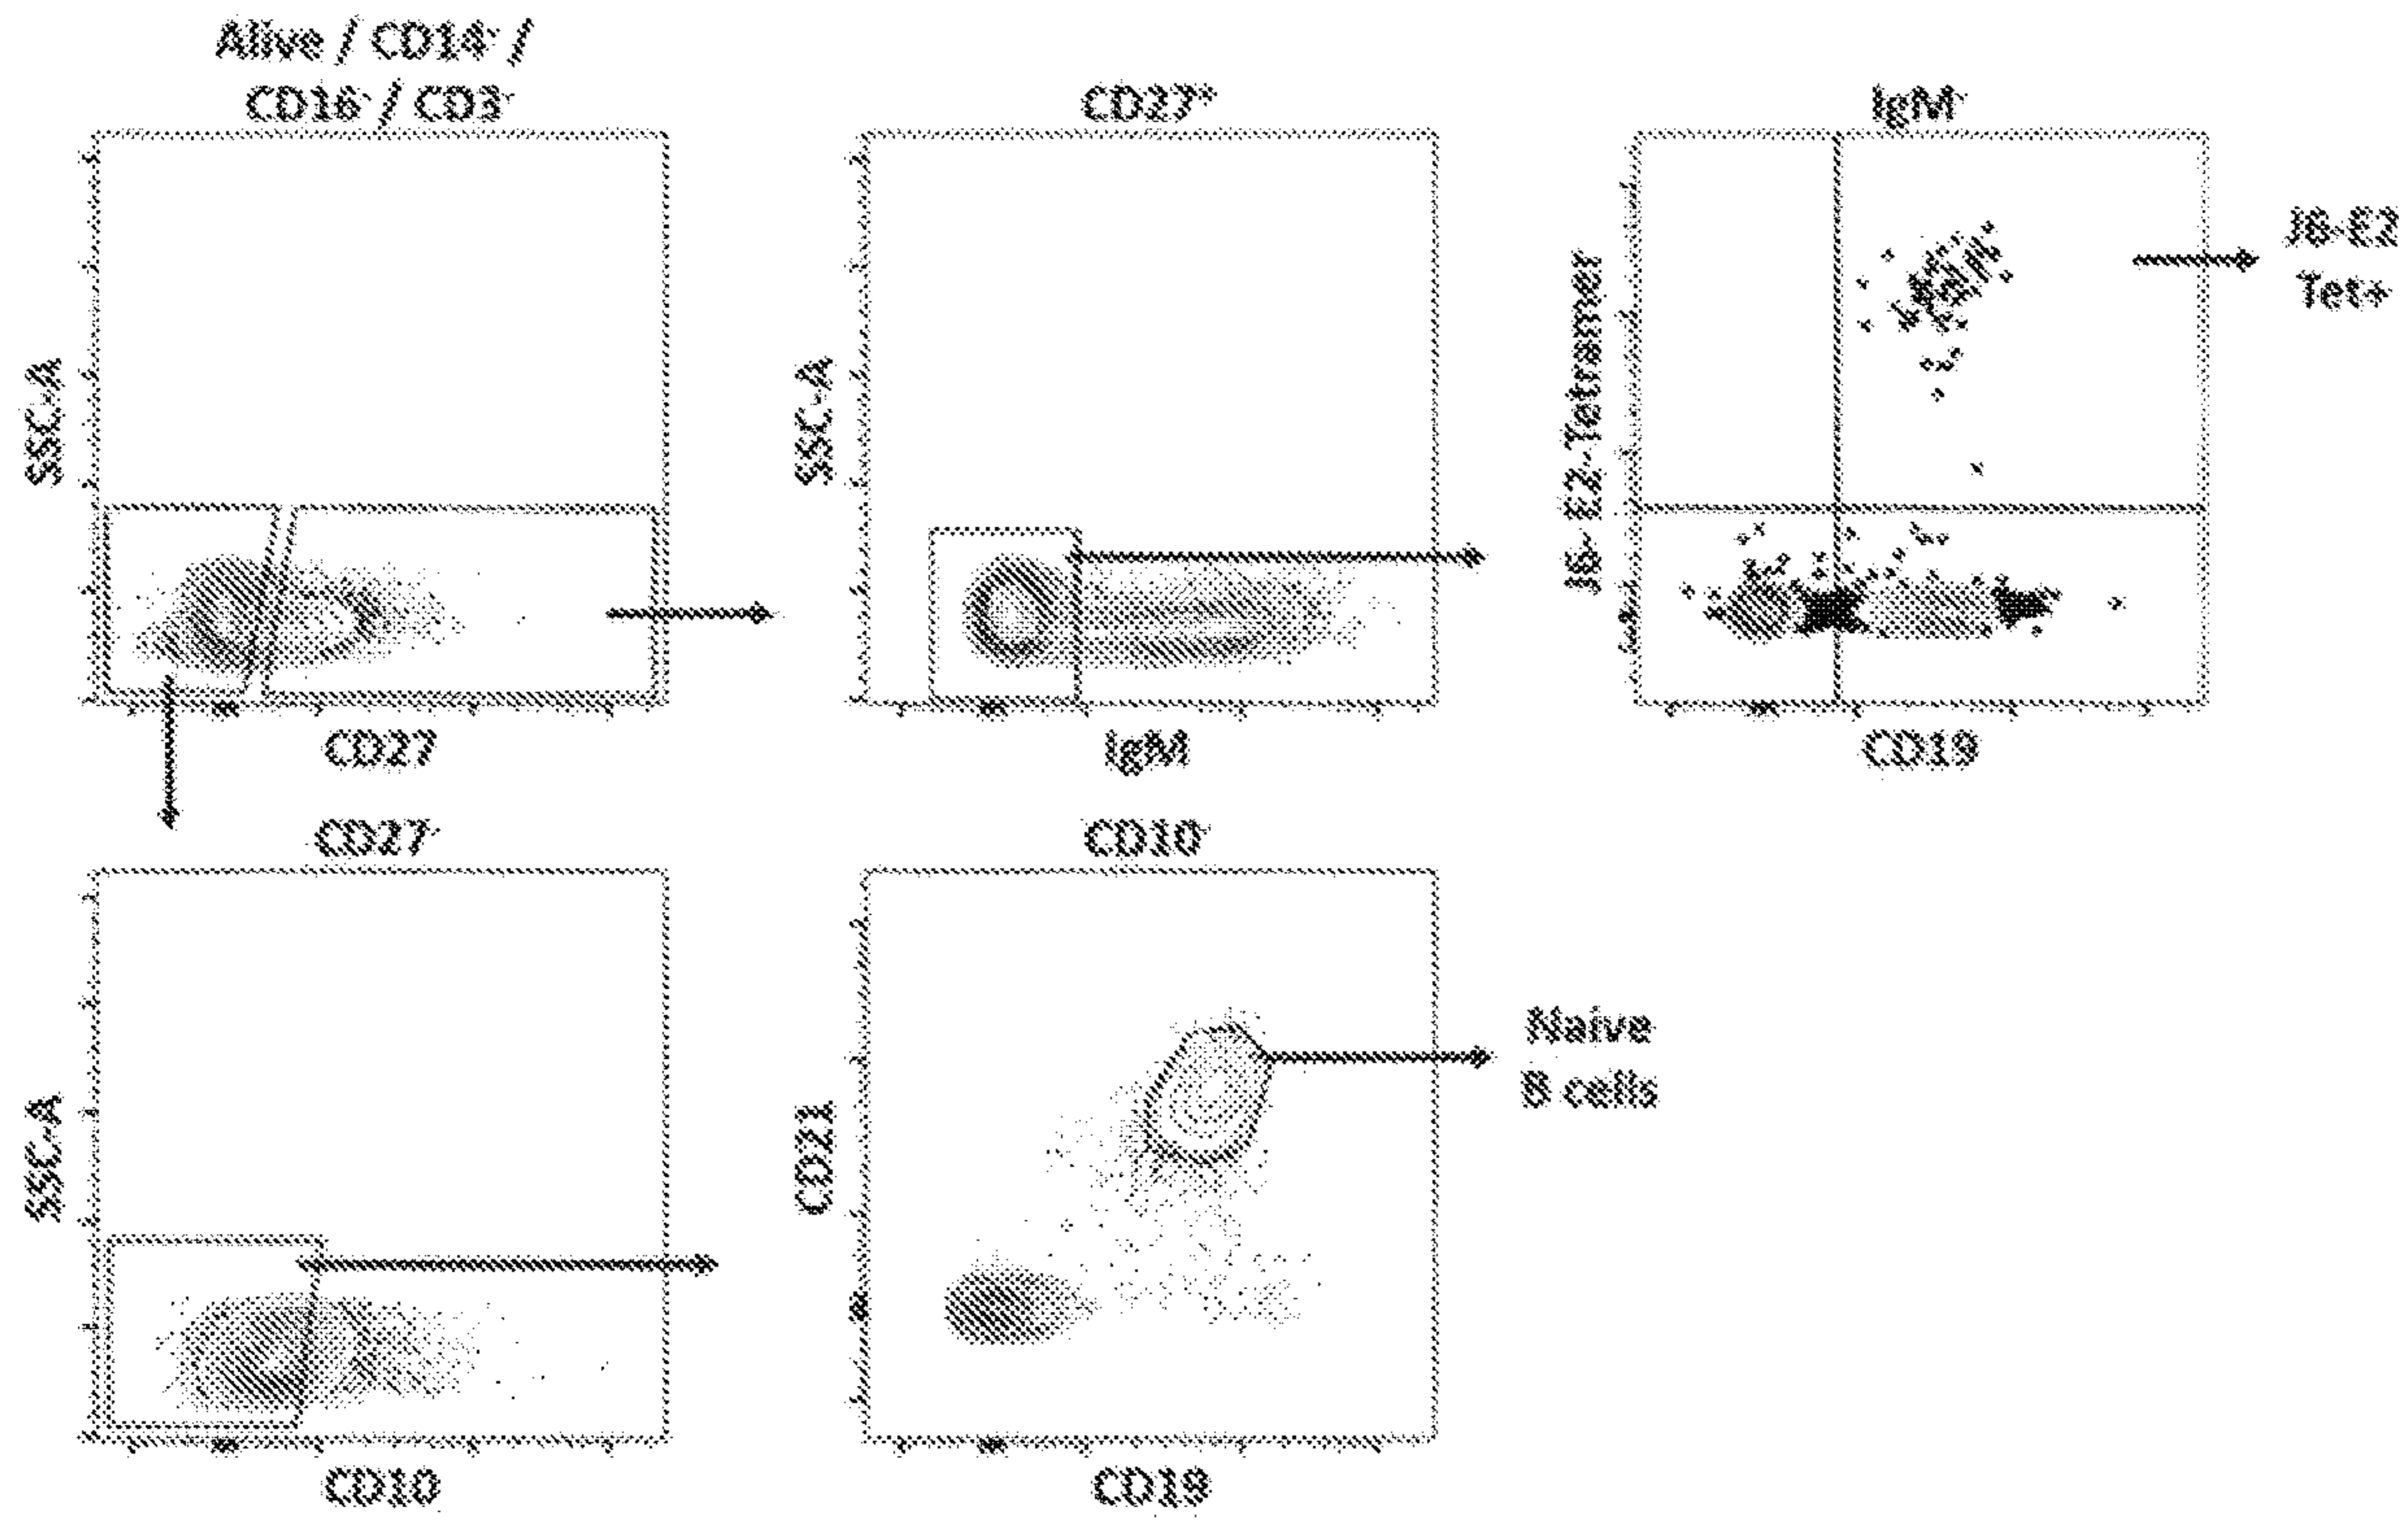 Alive / CD14⁻ /
CD16⁻ / CD3⁻
SSC-A
CD27
CD27⁺
SSC-A
IgM
IgM⁻
J6- E2-Tetramer
CD19
J6-E2
Tet+
CD27⁻
SSC-A
CD10
CD10⁻
CD21
CD19
Naive
B cells